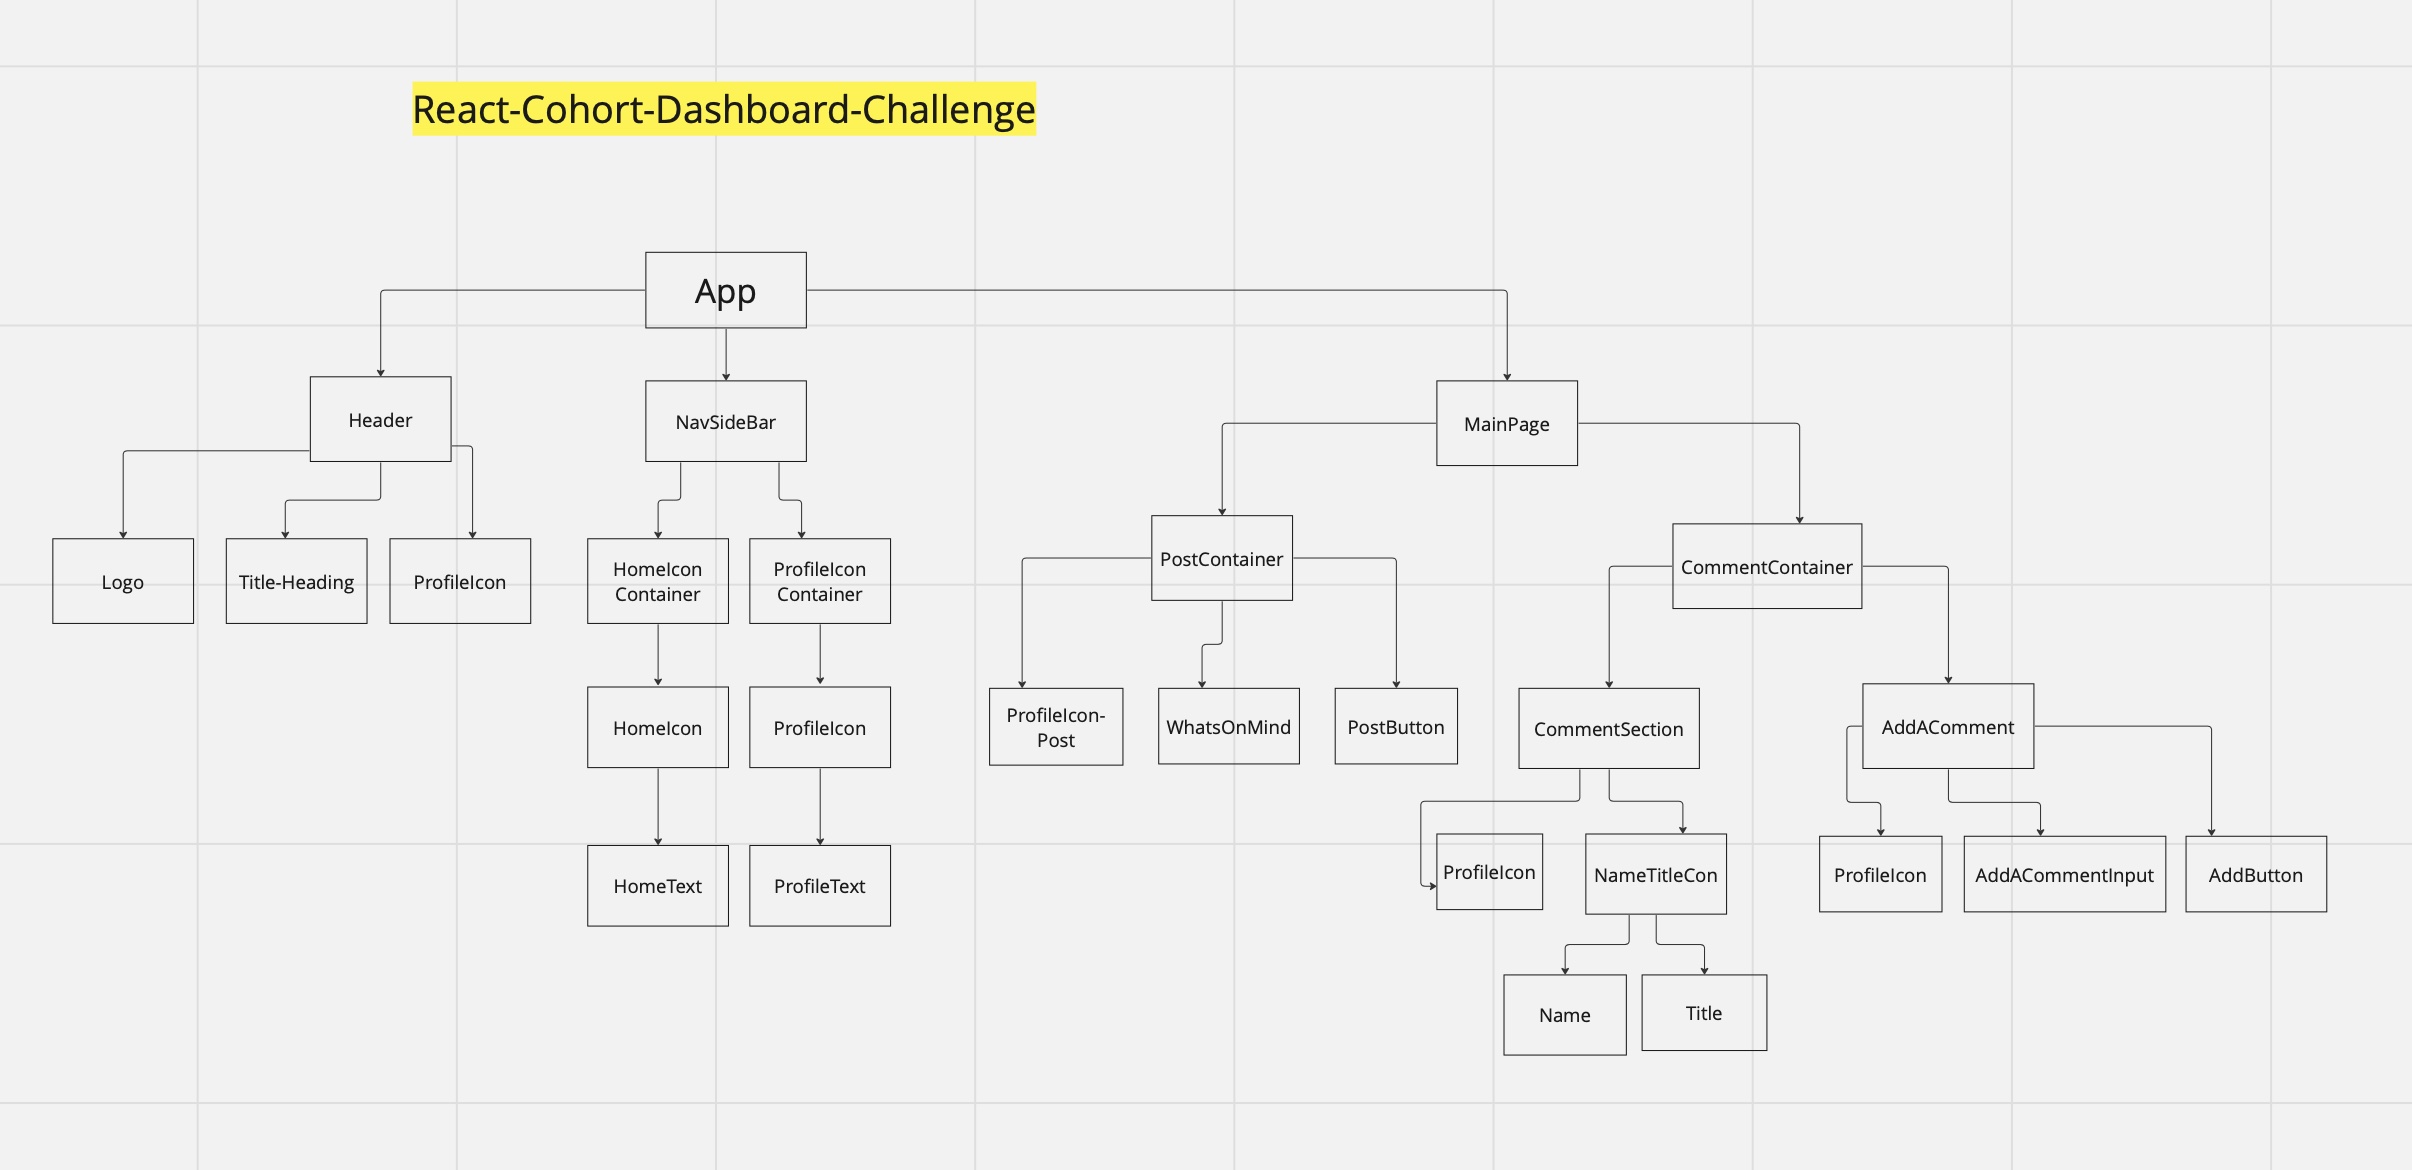 React-Cohort-Dashboard-Challenge
App
Header
NavSideBar
MainPage
Logo
Title-Heading
ProfileIcon
HomeIcon
Container
ProfileIcon
Container
PostContainer
CommentContainer
HomeIcon
ProfileIcon
ProfileIcon-
Post
WhatsOnMind
PostButton
CommentSection
AddAComment
HomeText
ProfileText
ProfileIcon
NameTitleCon
ProfileIcon
AddACommentInput
AddButton
Name
Title